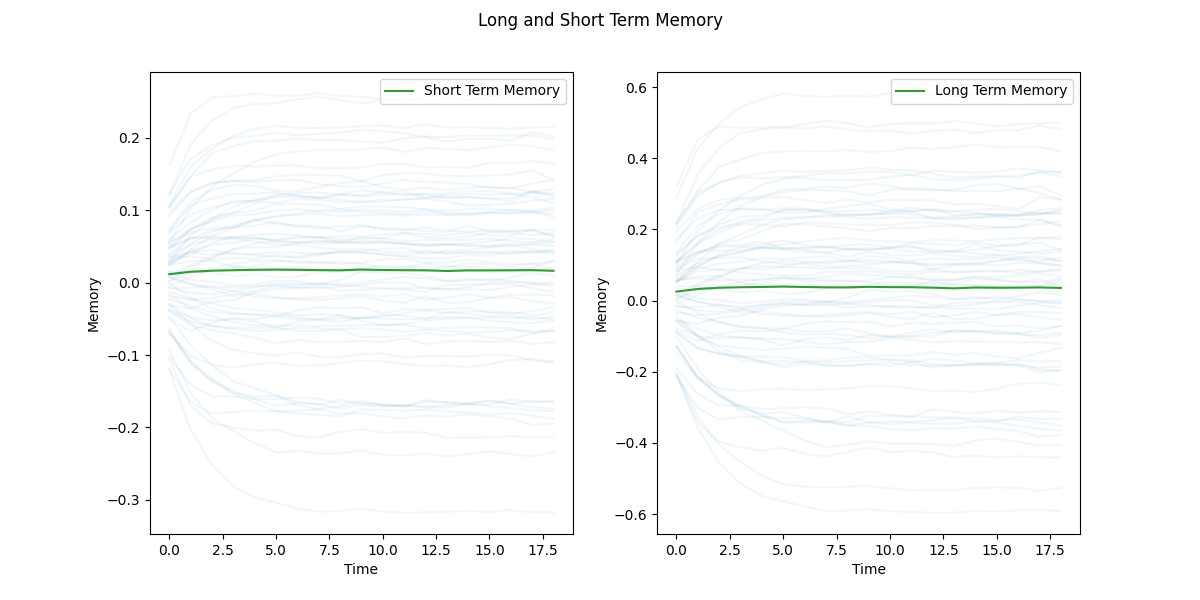 Long and Short Term Memory
Short Term Memory
0.2
0.1
0.0
−0.1
−0.2
−0.3
Memory
0.0 2.5 5.0 7.5 10.0 12.5 15.0 17.5
Time
Long Term Memory
0.6
0.4
0.2
0.0
−0.2
−0.4
−0.6
Memory
0.0 2.5 5.0 7.5 10.0 12.5 15.0 17.5
Time